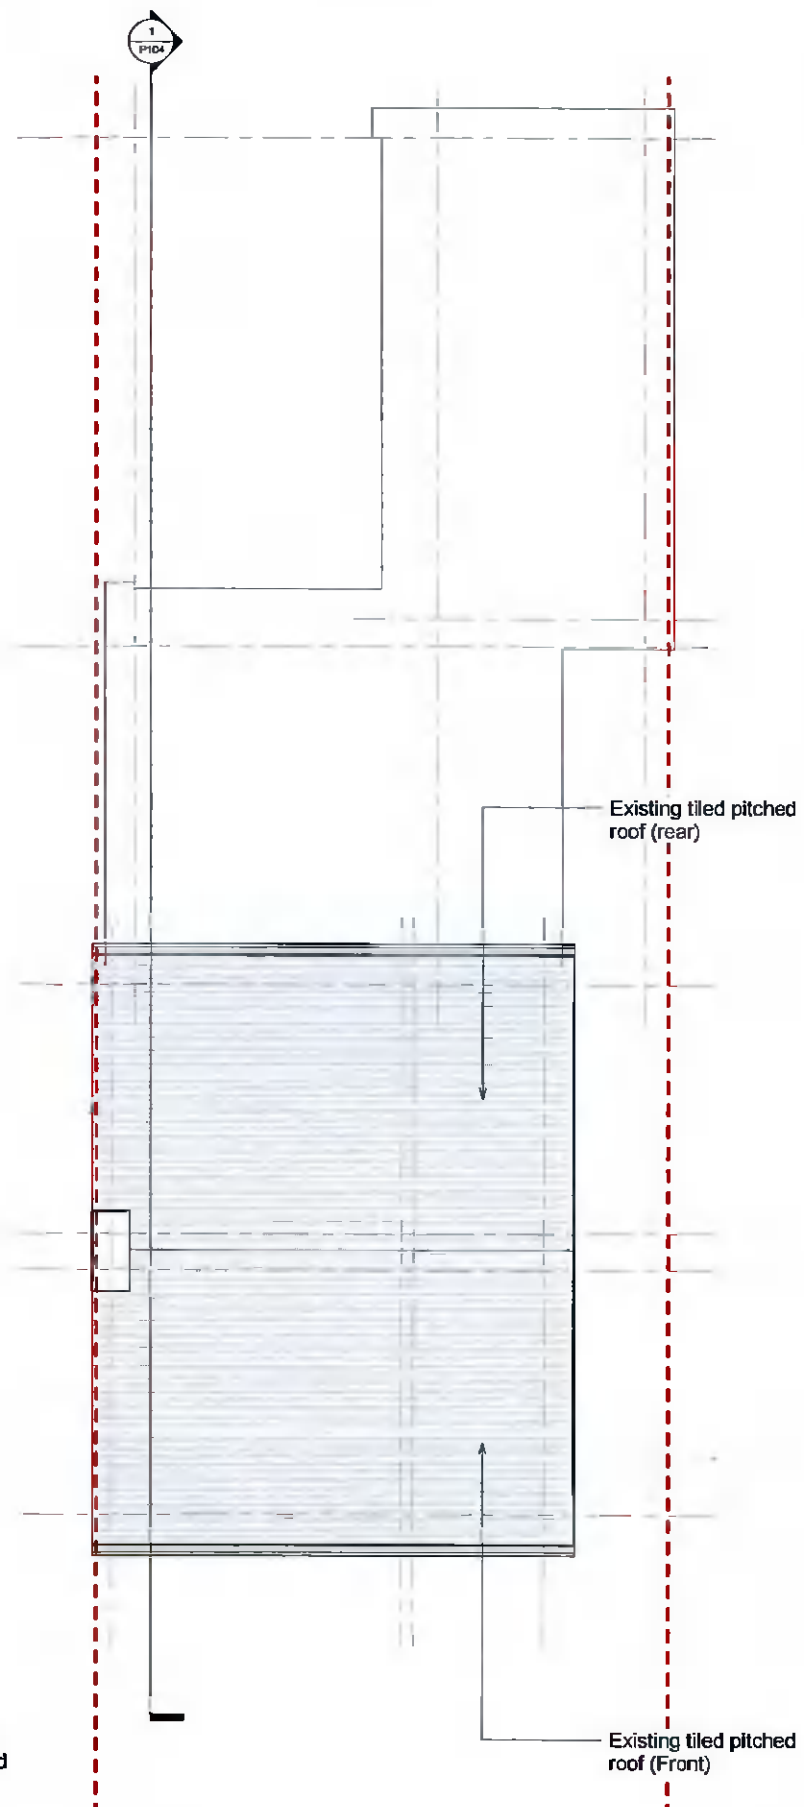 1
P104
Existing tiled pitched
roof (rear)
Existing tiled pitched
roof (Front)
d